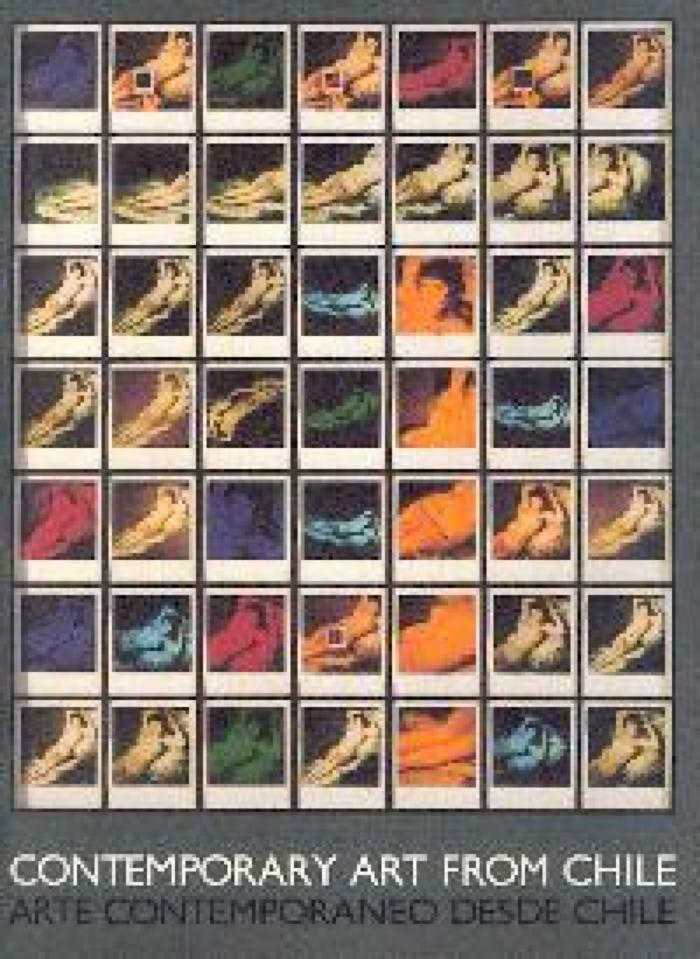 CONTEMPORARY ART FROM CHILE
ARTE CONTEMPORANEO DESDE CHILE